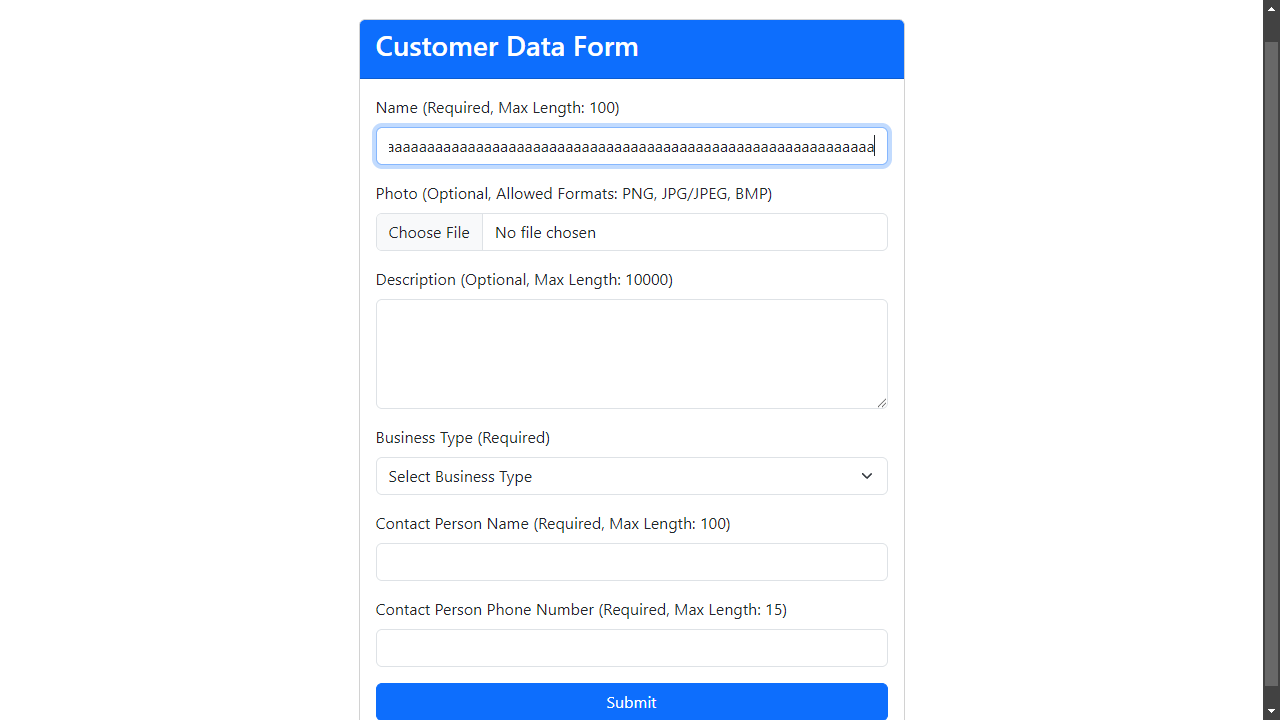 Customer Data Form
Name (Required, Max Length: 100)
aaaaaaaaaaaaaaaaaaaaaaaaaaaaaaaaaaaaaaaaaaaaaaaaaaaaaaaaaaaa
Photo (Optional, Allowed Formats: PNG, JPG/JPEG, BMP)
Choose File No file chosen
Description (Optional, Max Length: 10000)
Business Type (Required)
Select Business Type
Contact Person Name (Required, Max Length: 100)
Contact Person Phone Number (Required, Max Length: 15)
Submit